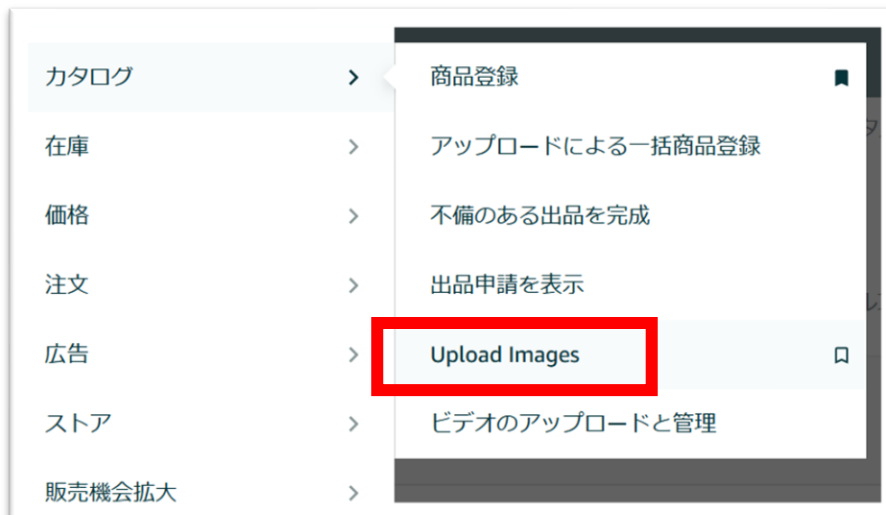 カタログ
在庫
価格
注文
広告
ストア
販売機会拡大
商品登録
アップロードによる一括商品登録
不備のある出品を完成
出品申請を表示
Upload Images
ビデオのアップロードと管理